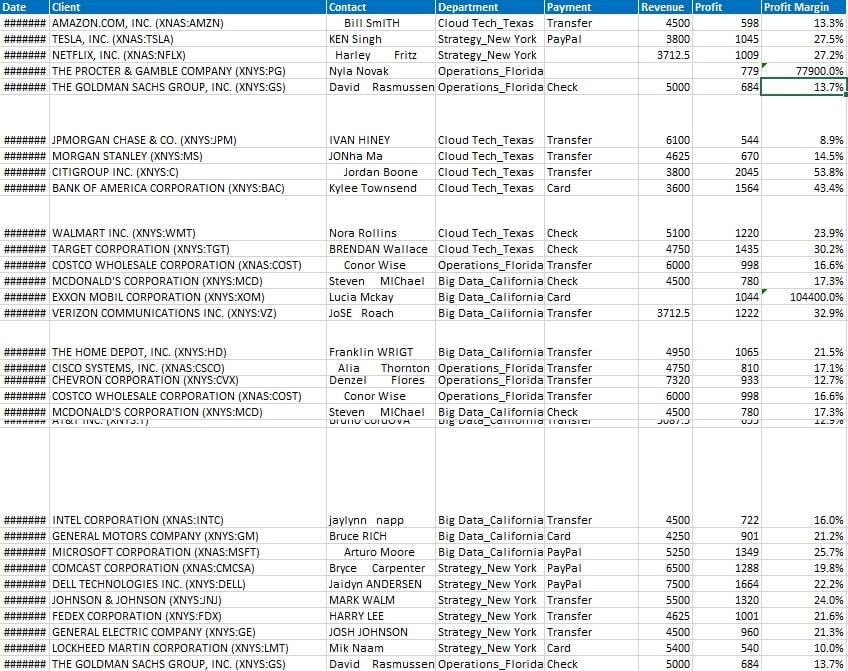 Date Client Contact Department Payment Revenue Profit Profit Margin
####### AMAZON.COM, INC. (XNAS:AMZN) Bill SmITH Cloud Tech_Texas Transfer 4500 598 13.3%
####### TESLA, INC. (XNAS:TSLA) KEN Singh Strategy_New York PayPal 3800 1045 27.5%
####### NETFLIX, INC. (XNAS:NFLX) Harley Fritz Strategy_New York 3712.5 1009 27.2%
####### THE PROCTER & GAMBLE COMPANY (XNYS:PG) Nyla Novak Operations_Florida 779 77900.0%
####### THE GOLDMAN SACHS GROUP, INC. (XNYS:GS) David Rasmussen Operations_Florida Check 5000 684 13.7%
####### JPMORGAN CHASE & CO. (XNYS:JPM) IVAN HINEY Cloud Tech_Texas Transfer 6100 544 8.9%
####### MORGAN STANLEY (XNYS:MS) JONha Ma Cloud Tech_Texas Transfer 4625 670 14.5%
####### CITIGROUP INC. (XNYS:C) Jordan Boone Cloud Tech_Texas Transfer 3800 2045 53.8%
####### BANK OF AMERICA CORPORATION (XNYS:BAC) Kylee Townsend Cloud Tech_Texas Card 3600 1564 43.4%
####### WALMART INC. (XNYS:WMT) Nora Rollins Cloud Tech_Texas Check 5100 1220 23.9%
####### TARGET CORPORATION (XNYS:TGT) BRENDAN Wallace Cloud Tech_Texas Check 4750 1435 30.2%
####### COSTCO WHOLESALE CORPORATION (XNAS:COST) Conor Wise Operations_Florida Transfer 6000 998 16.6%
####### MCDONALD'S CORPORATION (XNYS:MCD) Steven MIChael Big Data_California Check 4500 780 17.3%
####### EXXON MOBIL CORPORATION (XNYS:XOM) Lucia Mckay Big Data_California Card 1044 104400.0%
####### VERIZON COMMUNICATIONS INC. (XNYS:VZ) JoSE Roach Big Data_California Transfer 3712.5 1222 32.9%
####### THE HOME DEPOT, INC. (XNYS:HD) Franklin WRIGT Big Data_California Transfer 4950 1065 21.5%
####### CISCO SYSTEMS, INC. (XNAS:CSCO) Alia Thornton Operations_Florida Transfer 4750 810 17.1%
####### CHEVRON CORPORATION (XNYS:CVX) Denzel Flores Operations_Florida Transfer 7320 933 12.7%
####### COSTCO WHOLESALE CORPORATION (XNAS:COST) Conor Wise Operations_Florida Transfer 6000 998 16.6%
####### MCDONALD'S CORPORATION (XNYS:MCD) Steven MIChael Big Data_California Check 4500 780 17.3%
####### AT&T INC. (XNYS:T) Bruno CordOVA Big Data_California Transfer 12.9%
####### INTEL CORPORATION (XNAS:INTC) jaylynn napp Big Data_California Transfer 4500 722 16.0%
####### GENERAL MOTORS COMPANY (XNYS:GM) Bruce RICH Big Data_California Card 4250 901 21.2%
####### MICROSOFT CORPORATION (XNAS:MSFT) Arturo Moore Big Data_California PayPal 5250 1349 25.7%
####### COMCAST CORPORATION (XNAS:CMCSA) Bryce Carpenter Strategy_New York PayPal 6500 1288 19.8%
####### DELL TECHNOLOGIES INC. (XNYS:DELL) Jaidyn ANDERSEN Strategy_New York PayPal 7500 1664 22.2%
####### JOHNSON & JOHNSON (XNYS:JNJ) MARK WALM Strategy_New York Transfer 5500 1320 24.0%
####### FEDEX CORPORATION (XNYS:FDX) HARRY LEE Strategy_New York Transfer 4625 1001 21.6%
####### GENERAL ELECTRIC COMPANY (XNYS:GE) JOSH JOHNSON Strategy_New York Transfer 4500 960 21.3%
####### LOCKHEED MARTIN CORPORATION (XNYS:LMT) Mik Naam Strategy_New York Card 5400 540 10.0%
####### THE GOLDMAN SACHS GROUP, INC. (XNYS:GS) David Rasmussen Operations_Florida Check 5000 684 13.7%